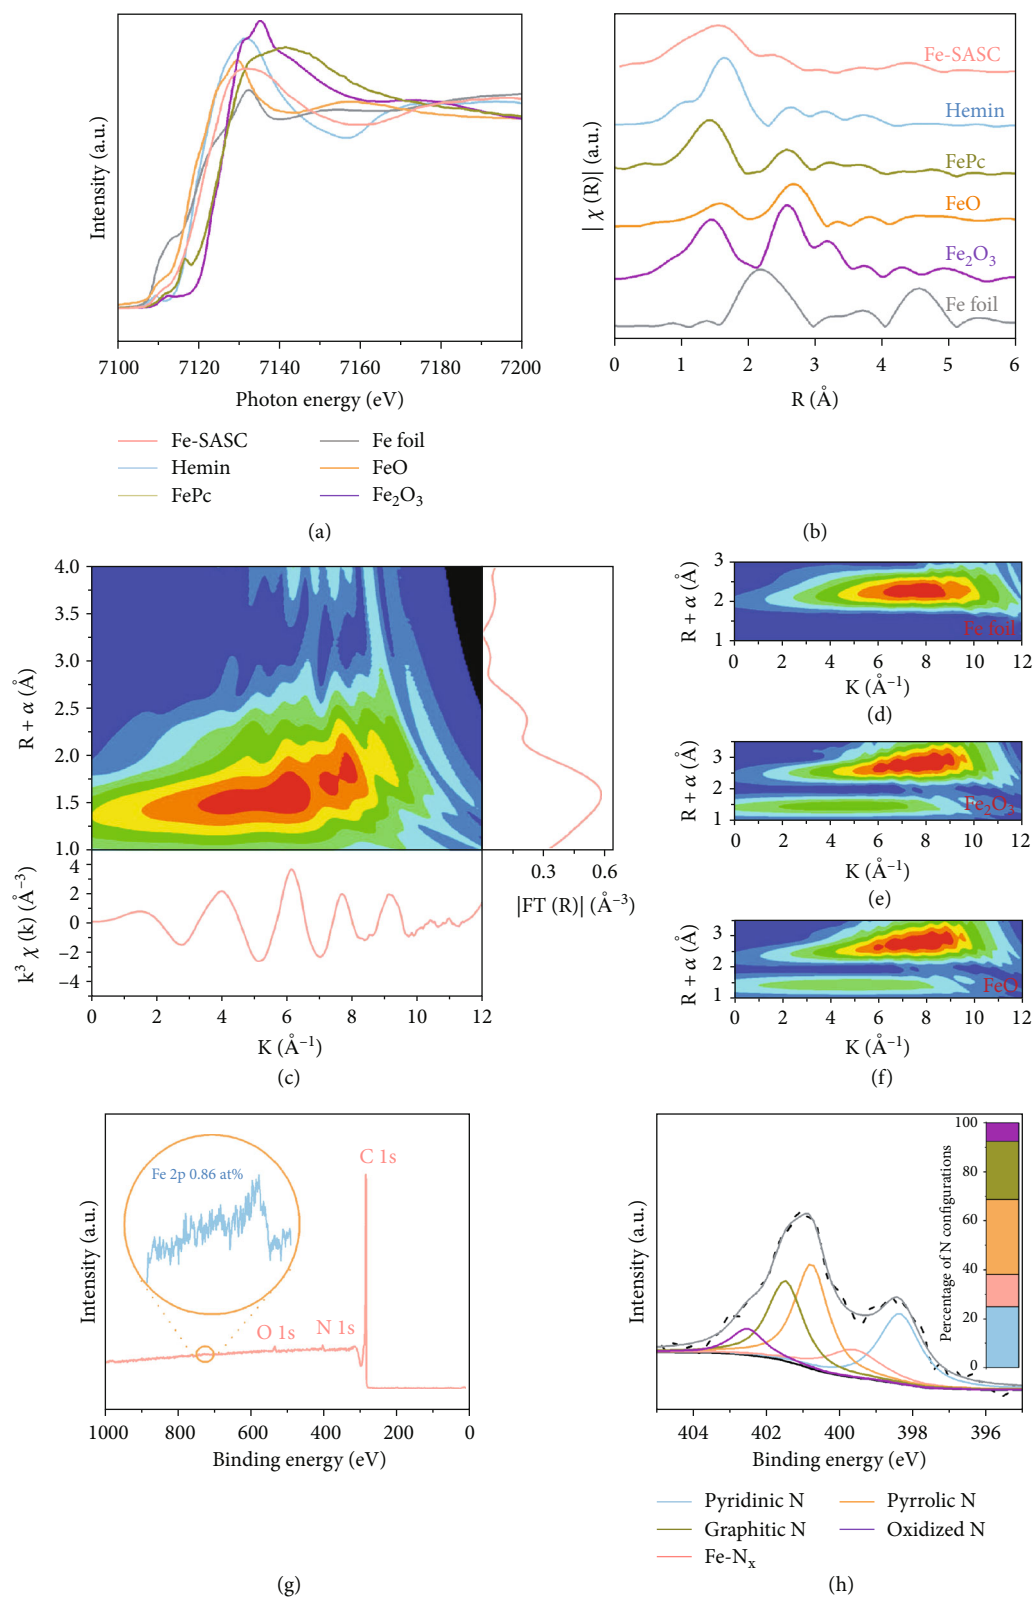 Intensity (a.u.)
7100 7120 7140 7160 7180 7200
Photon energy (eV)
Fe-SASC Fe foil
Hemin FeO
FePc Fe₂O₃
(a)
| χ (R)| (a.u.)
Fe-SASC
Hemin
FePc
FeO
Fe₂O₃
Fe foil
0 1 2 3 4 5 6
R (Å)
(b)
R + α (Å)
4.0
3.5
3.0
2.5
2.0
1.5
1.0
0.3 0.6
|FT (R)| (Å⁻³)
k³ χ (k) (Å⁻³)
4
2
0
−2
−4
0 2 4 6 8 10 12
K (Å⁻¹)
(c)
R + α (Å)
3
2
1
Fe foil
0 2 4 6 8 10 12
K (Å⁻¹)
(d)
R + α (Å)
3
2
1
Fe₂O₃
0 2 4 6 8 10 12
K (Å⁻¹)
(e)
R + α (Å)
3
2
1
FeO
0 2 4 6 8 10 12
K (Å⁻¹)
(f)
Intensity (a.u.)
Fe 2p 0.86 at%
C 1s
O 1s
N 1s
1000 800 600 400 200 0
Binding energy (eV)
(g)
Intensity (a.u.)
Percentage of N configurations
100
80
60
40
20
0
404 402 400 398 396
Binding energy (eV)
Pyridinic N Pyrrolic N
Graphitic N Oxidized N
Fe-Nₓ
(h)